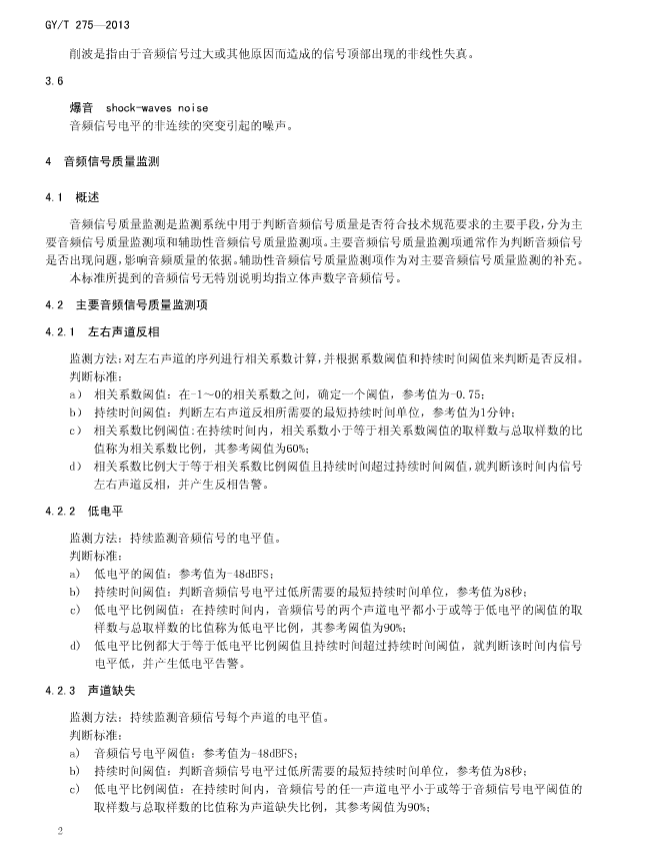 GY/T 275—2013
削波是指由于音频信号过大或其他原因而造成的信号顶部出现的非线性失真。
3.6
爆音 shock-waves noise
音频信号电平的非连续的突变引起的噪声。
4 音频信号质量监测
4.1 概述
音频信号质量监测是监测系统中用于判断音频信号质量是否符合技术规范要求的主要手段,分为主
要音频信号质量监测项和辅助性音频信号质量监测项。主要音频信号质量监测项通常作为判断音频信号
是否出现问题,影响音频质量的依据。辅助性音频信号质量监测项作为对主要音频信号质量监测的补充。
本标准所提到的音频信号无特别说明均指立体声数字音频信号。
4.2 主要音频信号质量监测项
4.2.1 左右声道反相
监测方法:对左右声道的序列进行相关系数计算,并根据系数阈值和持续时间阈值来判断是否反相。
判断标准:
a) 相关系数阈值:在-1～0的相关系数之间,确定一个阈值,参考值为-0.75;
b) 持续时间阈值:判断左右声道反相所需要的最短持续时间单位,参考值为1分钟;
c) 相关系数比例阈值:在持续时间内,相关系数小于等于相关系数阈值的取样数与总取样数的比
值称为相关系数比例,其参考阈值为60%;
d) 相关系数比例大于等于相关系数比例阈值且持续时间超过持续时间阈值,就判断该时间内信号
左右声道反相,并产生反相告警。
4.2.2 低电平
监测方法:持续监测音频信号的电平值。
判断标准:
a) 低电平的阈值:参考值为-48dBFS;
b) 持续时间阈值:判断音频信号电平过低所需要的最短持续时间单位,参考值为8秒;
c) 低电平比例阈值:在持续时间内,音频信号的两个声道电平都小于或等于低电平的阈值的取
样数与总取样数的比值称为低电平比例,其参考阈值为90%;
d) 低电平比例都大于等于低电平比例阈值且持续时间超过持续时间阈值,就判断该时间内信号
电平低,并产生低电平告警。
4.2.3 声道缺失
监测方法:持续监测音频信号每个声道的电平值。
判断标准:
a) 音频信号电平阈值:参考值为-48dBFS;
b) 持续时间阈值:判断音频信号电平过低所需要的最短持续时间单位,参考值为8秒;
c) 低电平比例阈值:在持续时间内,音频信号的任一声道电平小于或等于音频信号电平阈值的
取样数与总取样数的比值称为声道缺失比例,其参考阈值为90%;
2